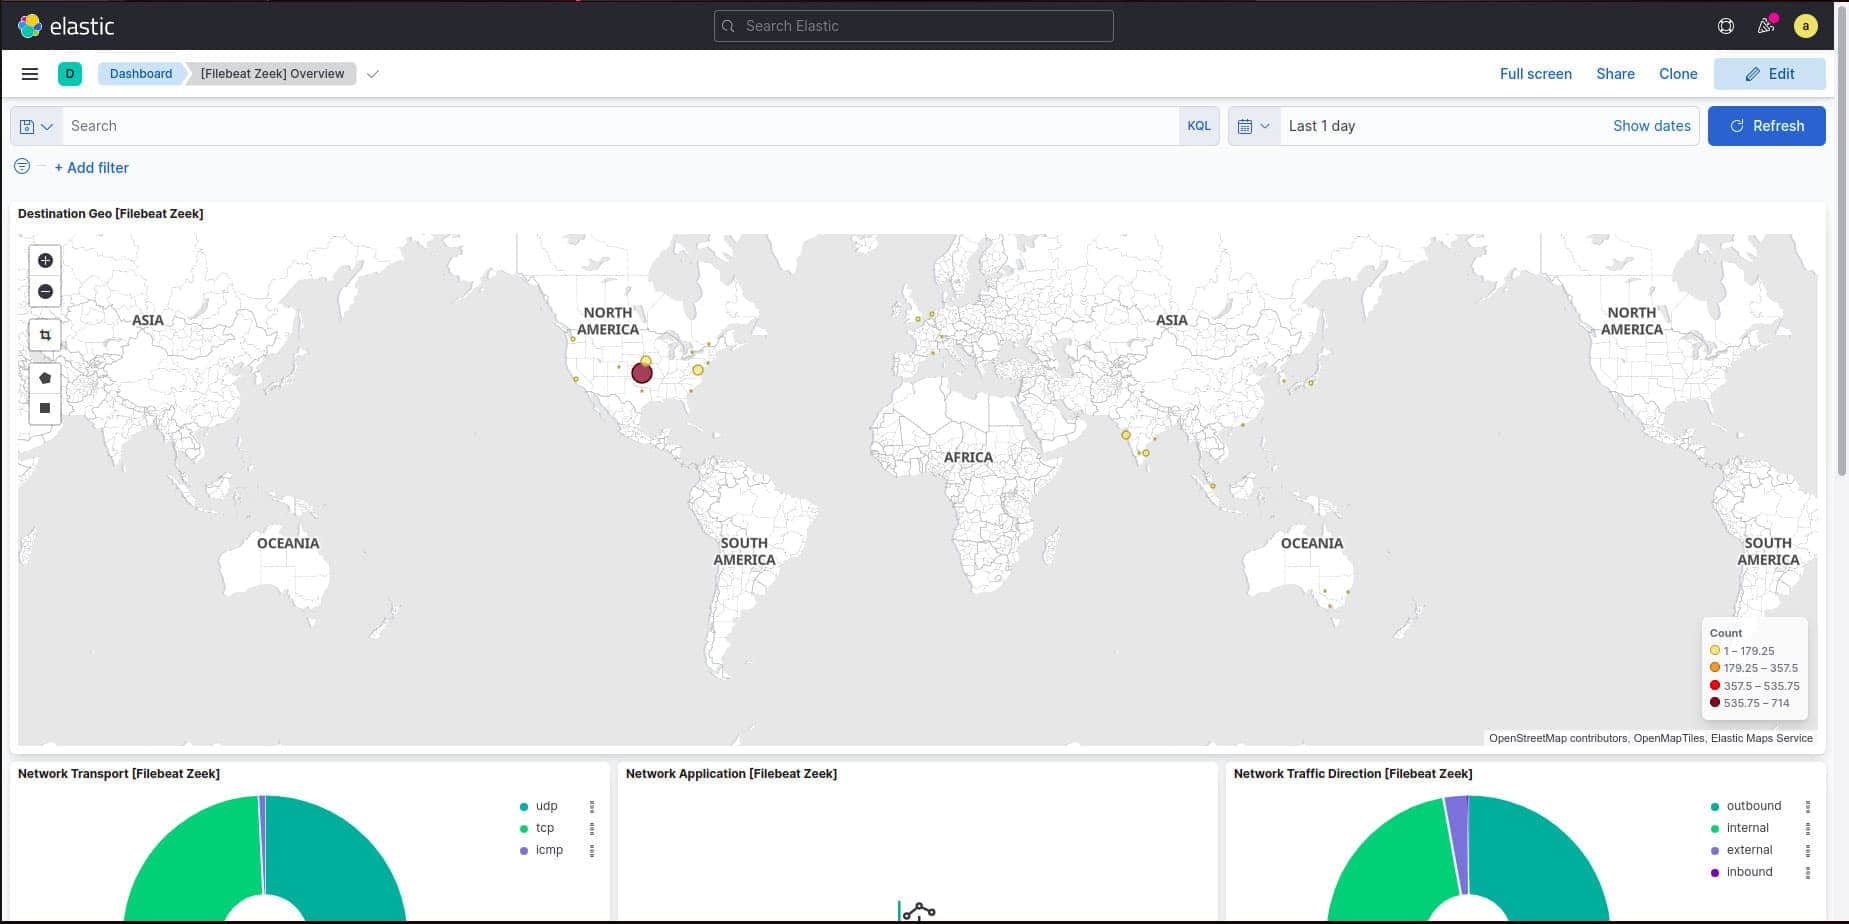 elastic
Search Elastic
a
D
Dashboard
[Filebeat Zeek] Overview
Full screen
Share
Clone
Edit
Search
KQL
Last 1 day
Show dates
Refresh
+ Add filter
Destination Geo [Filebeat Zeek]
ASIA
NORTH
AMERICA
ASIA
NORTH
AMERICA
AFRICA
OCEANIA
SOUTH
AMERICA
OCEANIA
SOUTH
AMERICA
Count
1 – 179.25
179.25 – 357.5
357.5 – 535.75
535.75 – 714
OpenStreetMap contributors, OpenMapTiles, Elastic Maps Service
Network Transport [Filebeat Zeek]
udp
tcp
icmp
Network Application [Filebeat Zeek]
Network Traffic Direction [Filebeat Zeek]
outbound
internal
external
inbound